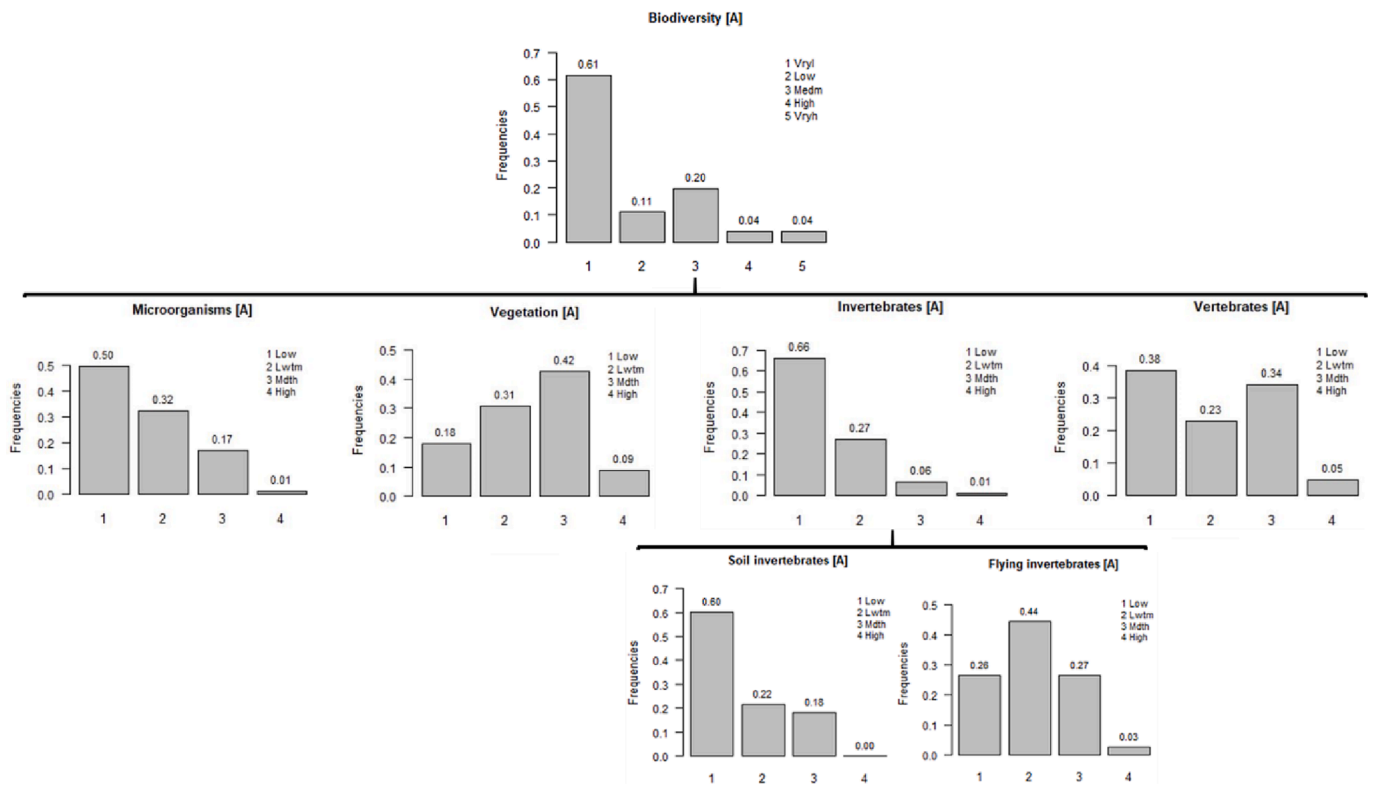 Biodiversity [A]
Frequencies
0.7
0.6
0.5
0.4
0.3
0.2
0.1
0.0
0.61
0.11
0.20
0.04
0.04
1 Vryl
2 Low
3 Medm
4 High
5 Vryh
1 2 3 4 5
Microorganisms [A]
Frequencies
0.5
0.4
0.3
0.2
0.1
0.0
0.50
0.32
0.17
0.01
1 Low
2 Lwtm
3 Mdth
4 High
1 2 3 4
Vegetation [A]
Frequencies
0.5
0.4
0.3
0.2
0.1
0.0
0.18
0.31
0.42
0.09
1 Low
2 Lwtm
3 Mdth
4 High
1 2 3 4
Invertebrates [A]
Frequencies
0.7
0.6
0.5
0.4
0.3
0.2
0.1
0.0
0.66
0.27
0.06
0.01
1 Low
2 Lwtm
3 Mdth
4 High
1 2 3 4
Vertebrates [A]
Frequencies
0.4
0.3
0.2
0.1
0.0
0.38
0.23
0.34
0.05
1 Low
2 Lwtm
3 Mdth
4 High
1 2 3 4
Soil invertebrates [A]
Frequencies
0.7
0.6
0.5
0.4
0.3
0.2
0.1
0.0
0.60
0.22
0.18
0.00
1 Low
2 Lwtm
3 Mdth
4 High
1 2 3 4
Flying invertebrates [A]
Frequencies
0.5
0.4
0.3
0.2
0.1
0.0
0.26
0.44
0.27
0.03
1 Low
2 Lwtm
3 Mdth
4 High
1 2 3 4